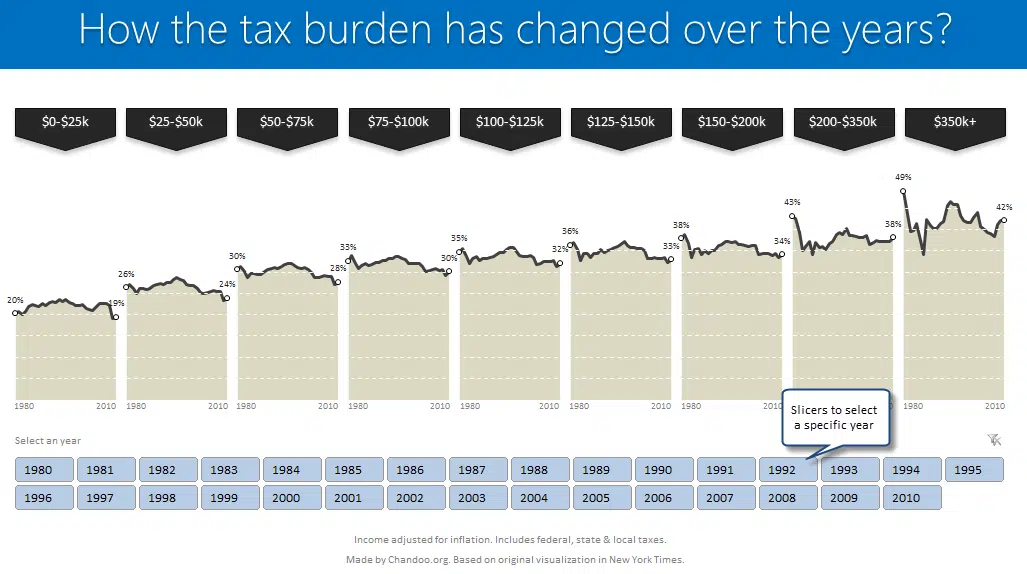 How the tax burden has changed over the years?
$0-$25k $25-$50k $50-$75k $75-$100k $100-$125k $125-$150k $150-$200k $200-$350k $350k+
20% 19% 26% 24% 30% 28% 33% 30% 35% 32% 36% 33% 38% 34% 43% 38% 49% 42%
1980 2010 1980 2010 1980 2010 1980 2010 1980 2010 1980 2010 1980 2010 1980 2010
Slicers to select
a specific year
Select an year
1980 1981 1982 1983 1984 1985 1986 1987 1988 1989 1990 1991 1992 1993 1994 1995
1996 1997 1998 1999 2000 2001 2002 2003 2004 2005 2006 2007 2008 2009 2010
Income adjusted for inflation. Includes federal, state & local taxes.
Made by Chandoo.org. Based on original visualization in New York Times.